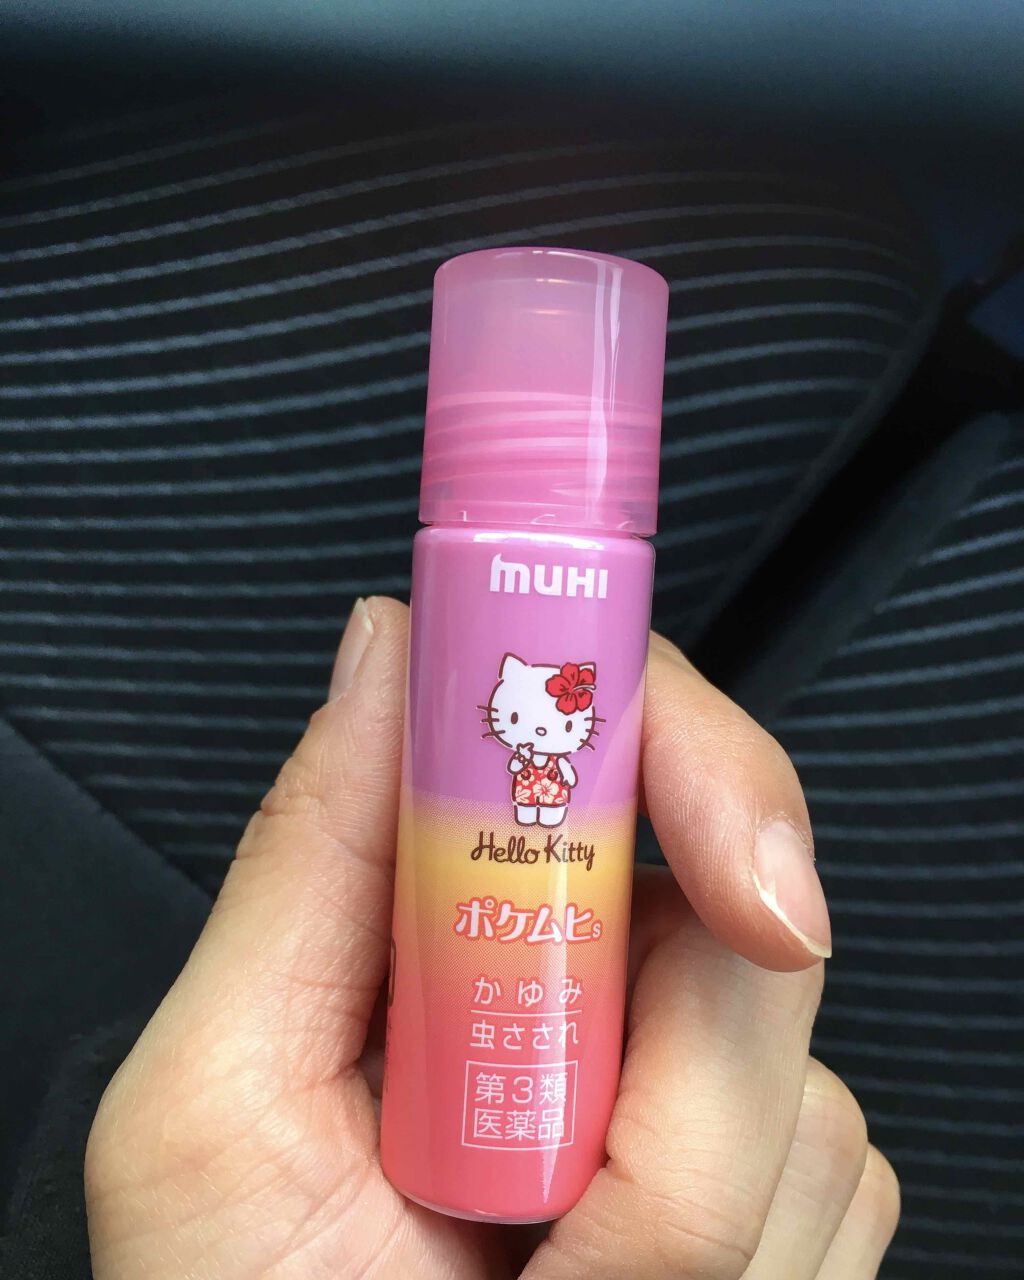 MUHI
Hello Kitty
ポケムヒs
かゆみ
虫さされ
第3類
医薬品